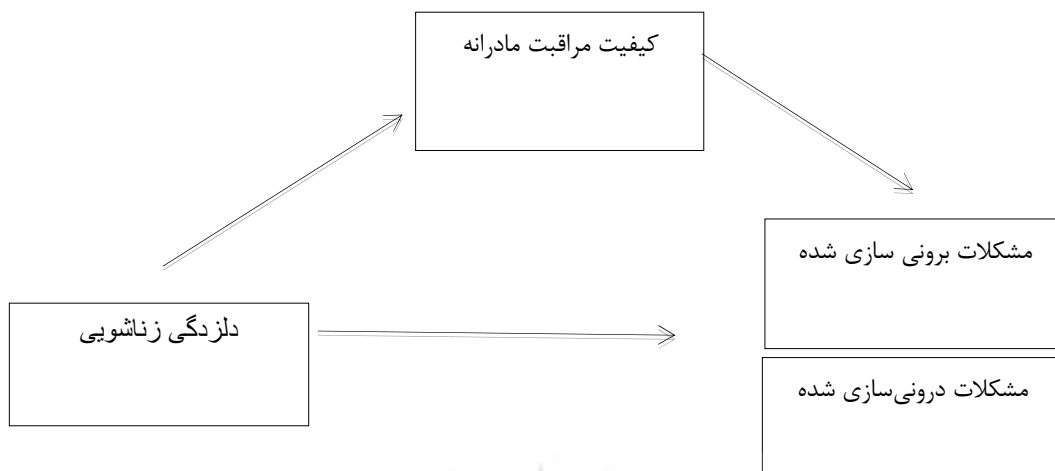 کیفیت مراقبت مادرانه
مشکلات برونی سازی شده
دلزدگی زناشویی
مشکلات درونی‌سازی شده